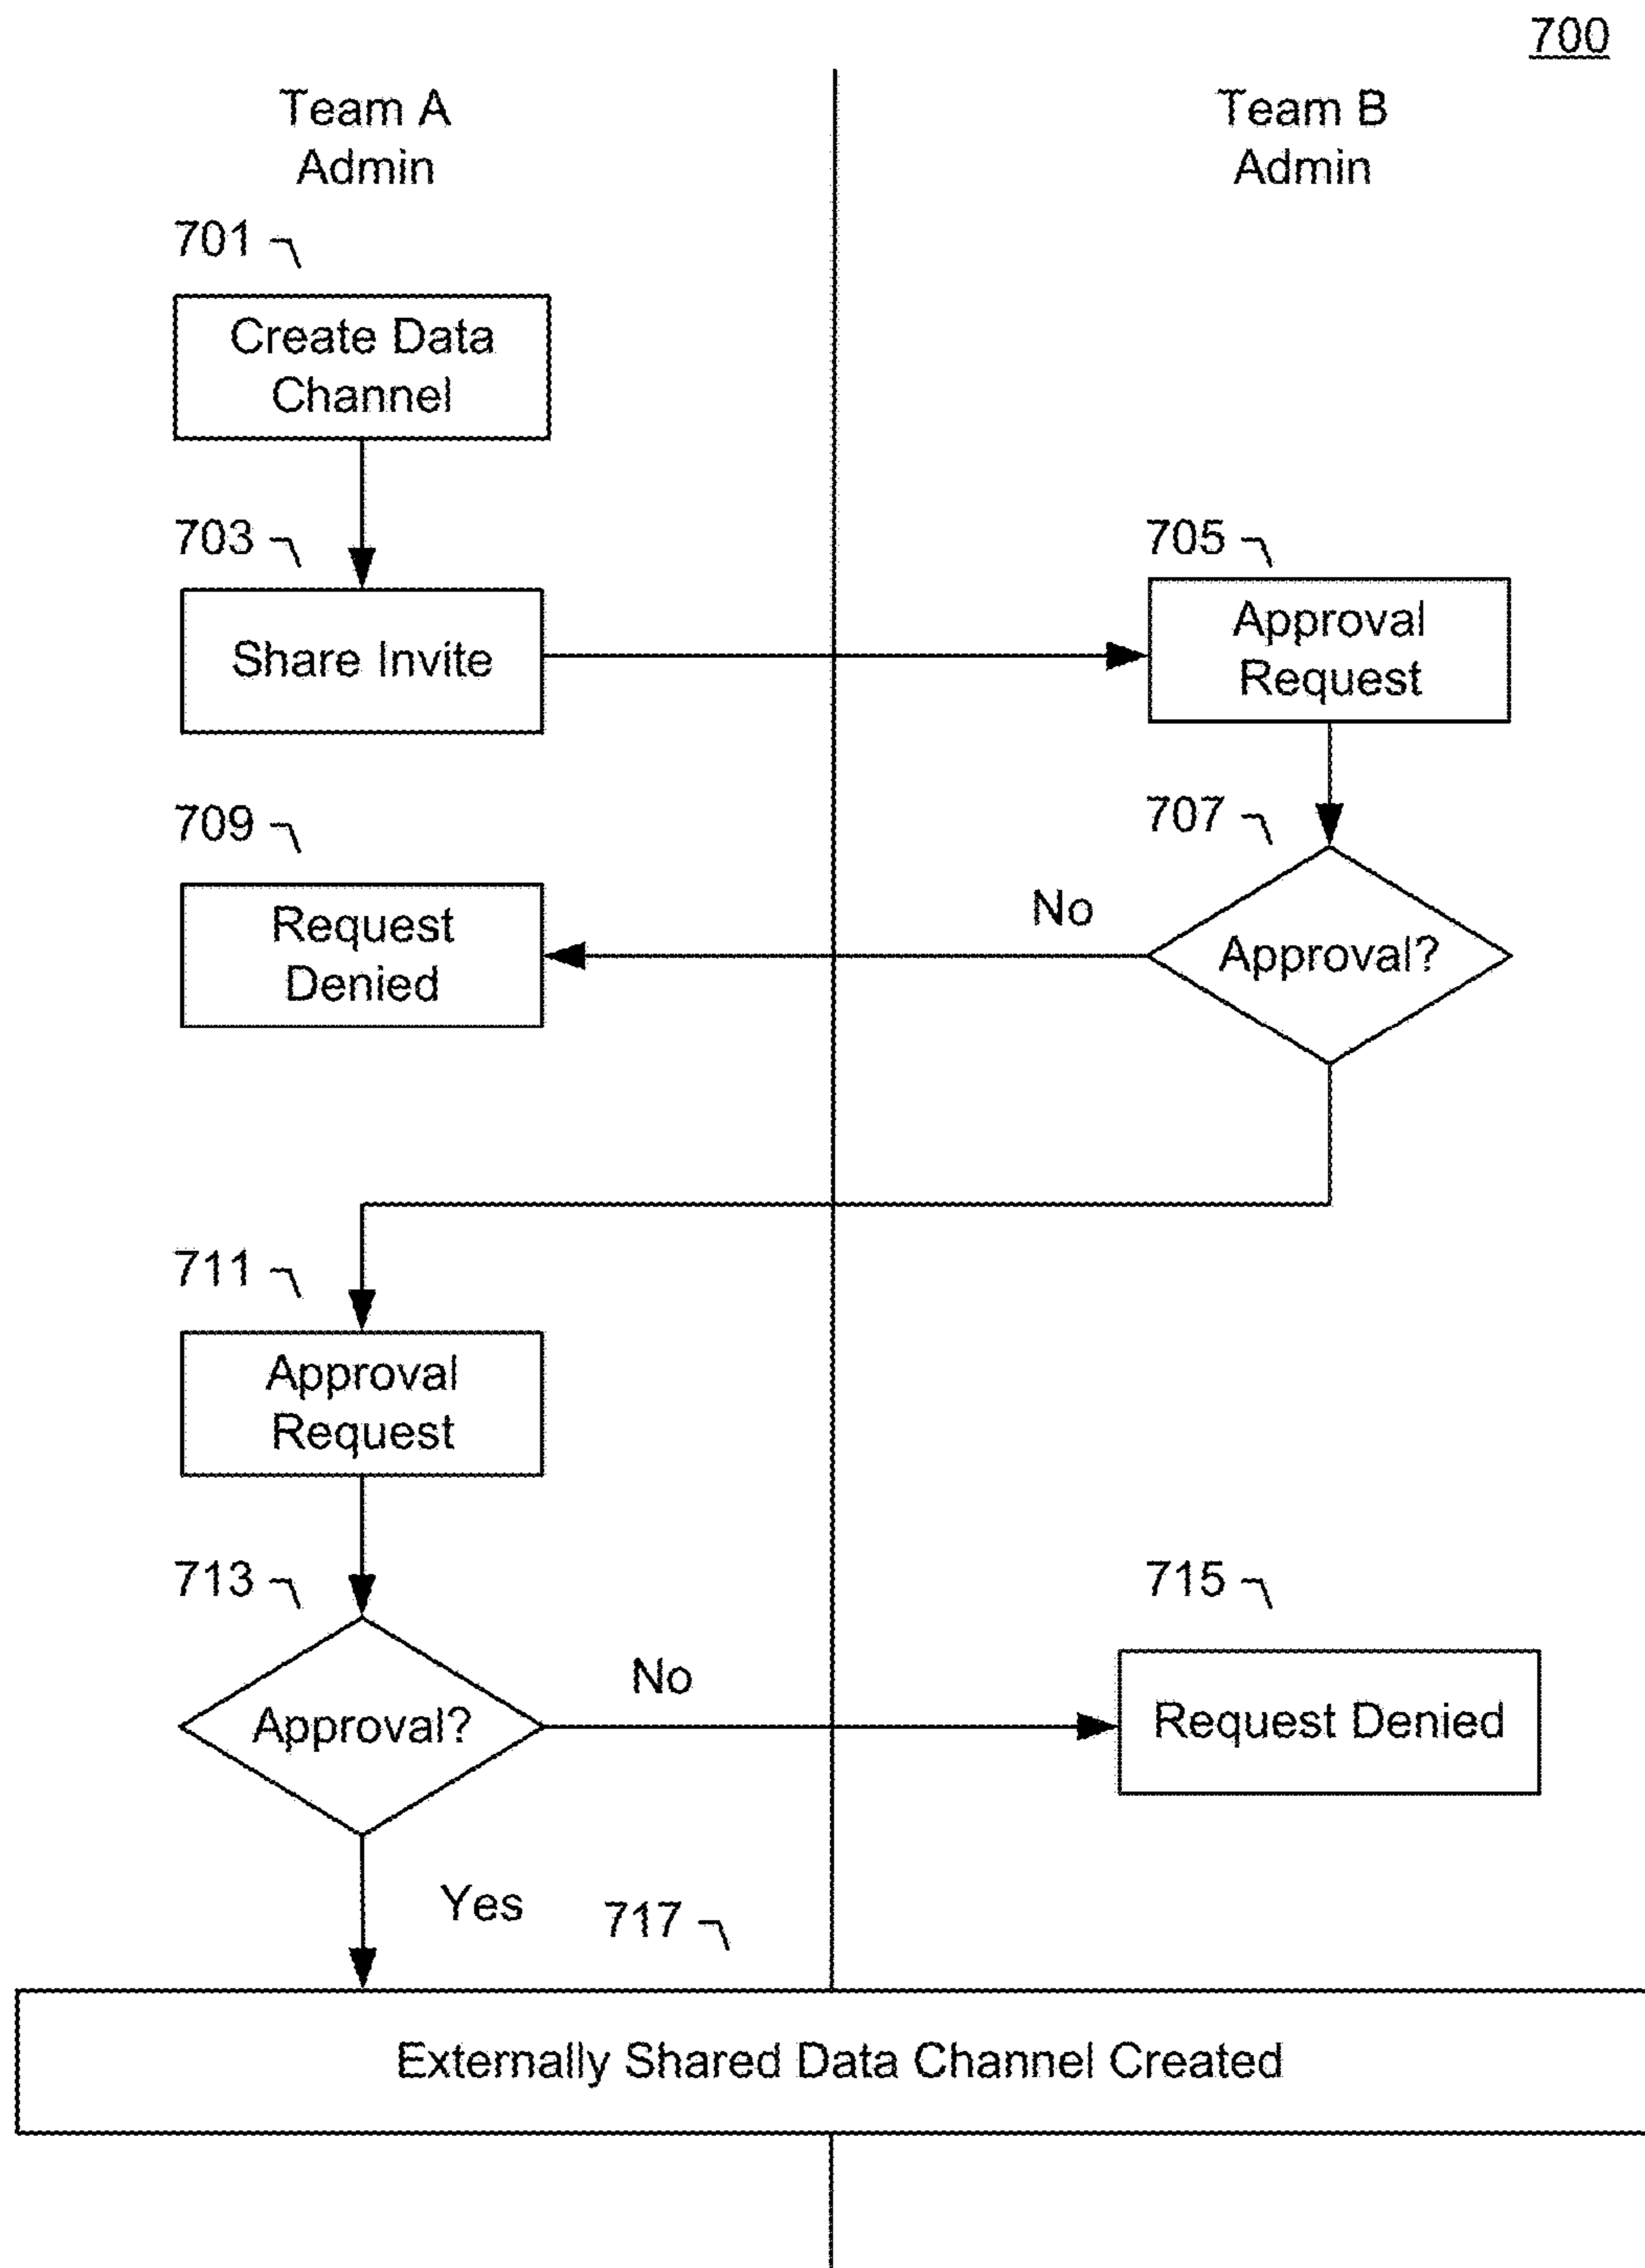 700
Team A
Admin
Team B
Admin
701
Create Data
Channel
703
Share Invite
705
Approval
Request
707
Approval?
No
709
Request
Denied
711
Approval
Request
713
Approval?
No
715
Request Denied
Yes
717
Externally Shared Data Channel Created